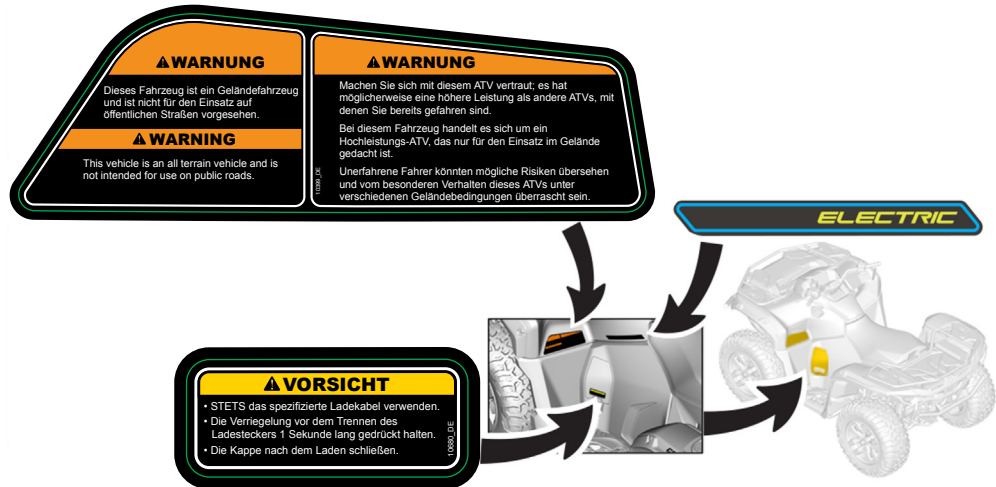 WARNUNG
Dieses Fahrzeug ist ein Geländefahrzeug
und ist nicht für den Einsatz auf
öffentlichen Straßen vorgesehen.
WARNING
This vehicle is an all terrain vehicle and is
not intended for use on public roads.
WARNUNG
Machen Sie sich mit diesem ATV vertraut; es hat
möglicherweise eine höhere Leistung als andere ATVs, mit
denen Sie bereits gefahren sind.
Bei diesem Fahrzeug handelt es sich um ein
Hochleistungs-ATV, das nur für den Einsatz im Gelände
gedacht ist.
Unerfahrene Fahrer könnten mögliche Risiken übersehen
und vom besonderen Verhalten dieses ATVs unter
verschiedenen Geländebedingungen überrascht sein.
10399_DE
ELECTRIC
VORSICHT
• STETS das spezifizierte Ladekabel verwenden.
• Die Verriegelung vor dem Trennen des
Ladesteckers 1 Sekunde lang gedrückt halten.
• Die Kappe nach dem Laden schließen.
10680_DE